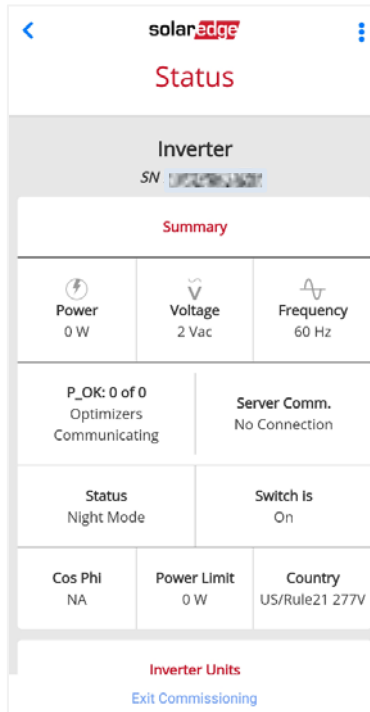 solaredge
Status
Inverter
SN
Summary
Power
0 W
Voltage
2 Vac
Frequency
60 Hz
P_OK: 0 of 0
Optimizers
Communicating
Server Comm.
No Connection
Status
Night Mode
Switch is
On
Cos Phi
NA
Power Limit
0 W
Country
US/Rule21 277V
Inverter Units
Exit Commissioning